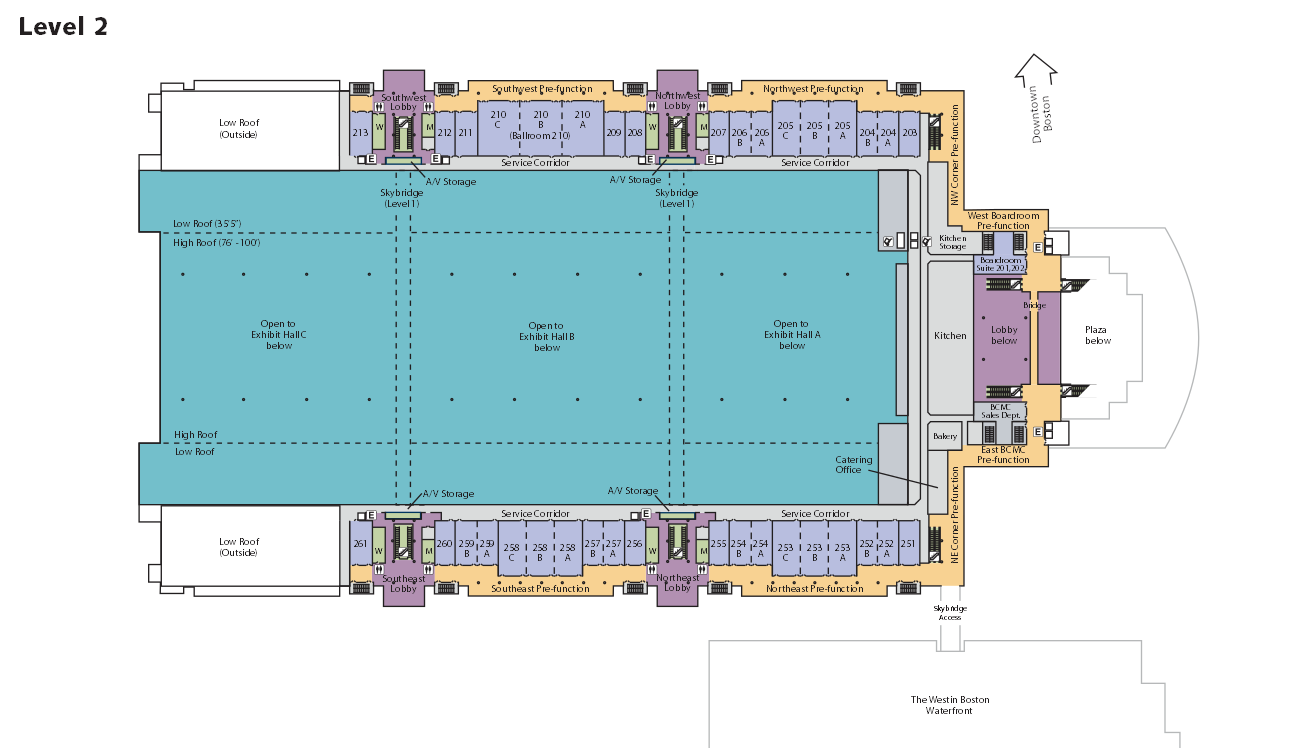 Level 2
Downtown
Boston
Low Roof
(Outside)
Southwest
Lobby
Southwest Pre-function
Northwest
Lobby
Northwest Pre-function
NW Corner Pre-function
213
W
M
212
211
210
C
210
B
210
A
(Ballroom 210)
209
208
W
M
207
206
B
206
A
205
C
205
B
205
A
204
B
204
A
203
E
E
E
E
Service Corridor
Service Corridor
A/V Storage
A/V Storage
Skybridge
(Level 1)
Skybridge
(Level 1)
Low Roof (35'5")
High Roof (76' - 100')
West Boardroom
Pre-function
Kitchen
Storage
E
Boardroom
Suite 201,202
Bridge
Open to
Exhibit Hall C
below
Open to
Exhibit Hall B
below
Open to
Exhibit Hall A
below
Kitchen
Lobby
below
Plaza
below
BCMC
Sales Dept.
High Roof
Low Roof
Bakery
E
East BCMC
Pre-function
Catering
Office
A/V Storage
A/V Storage
Service Corridor
Service Corridor
E
E
NE Corner Pre-function
Low Roof
(Outside)
261
W
M
260
259
B
259
A
258
C
258
B
258
A
257
B
257
A
256
W
M
255
254
B
254
A
253
C
253
B
253
A
252
B
252
A
251
Southeast
Lobby
Southeast Pre-function
Northeast
Lobby
Northeast Pre-function
Skybridge
Access
The Westin Boston
Waterfront